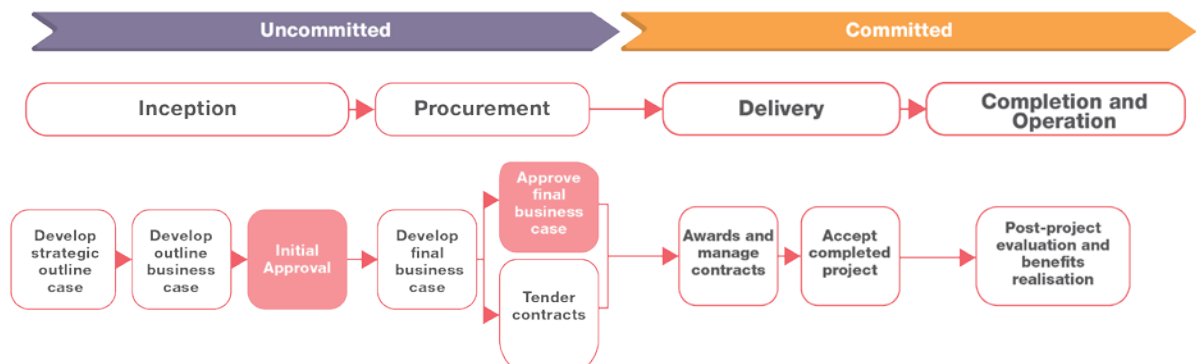 Uncommitted
Committed
Inception
Procurement
Delivery
Completion and
Operation
Develop
strategic
outline
case
Develop
outline
business
case
Initial
Approval
Develop
final
business
case
Approve
final
business
case
Tender
contracts
Awards and
manage
contracts
Accept
completed
project
Post-project
evaluation and
benefits
realisation